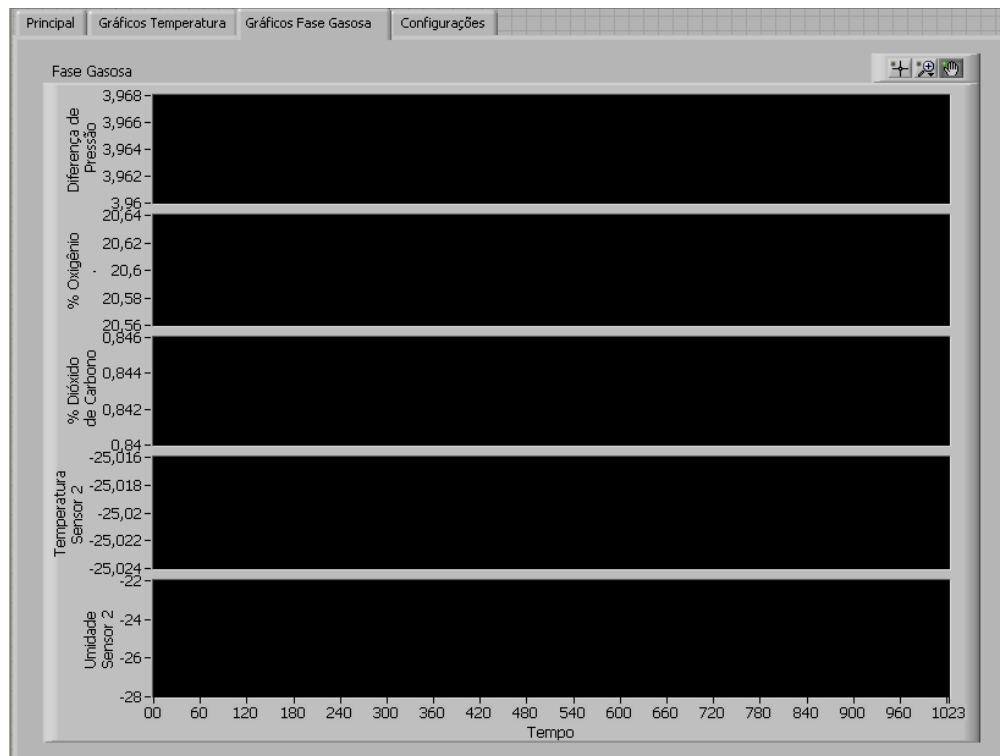 Principal
Gráficos Temperatura
Gráficos Fase Gasosa
Configurações
Fase Gasosa
Diferença de
Pressão
3,968
3,966
3,964
3,962
3,96
% Oxigênio
20,64
20,62
20,6
20,58
20,56
% Dióxido
de Carbono
0,846
0,844
0,842
0,84
Temperatura
Sensor 2
-25,016
-25,018
-25,02
-25,022
-25,024
Umidade
Sensor 2
-22
-24
-26
-28
00 60 120 180 240 300 360 420 480 540 600 660 720 780 840 900 960 1023
Tempo